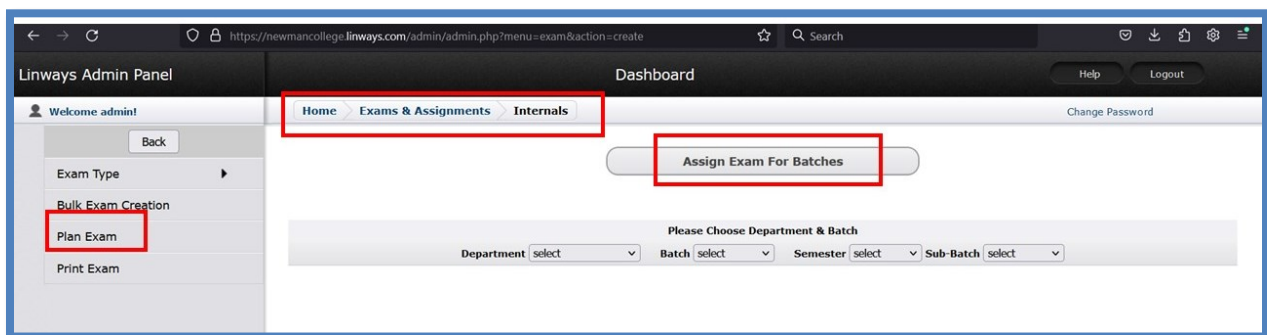 https://newmancollege.linways.com/admin/admin.php?menu=exam&action=create Search
Linways Admin Panel Dashboard Help Logout
Welcome admin! Home Exams & Assignments Internals Change Password
Back
Assign Exam For Batches
Exam Type
Bulk Exam Creation
Plan Exam
Please Choose Department & Batch
Department select Batch select Semester select Sub-Batch select
Print Exam